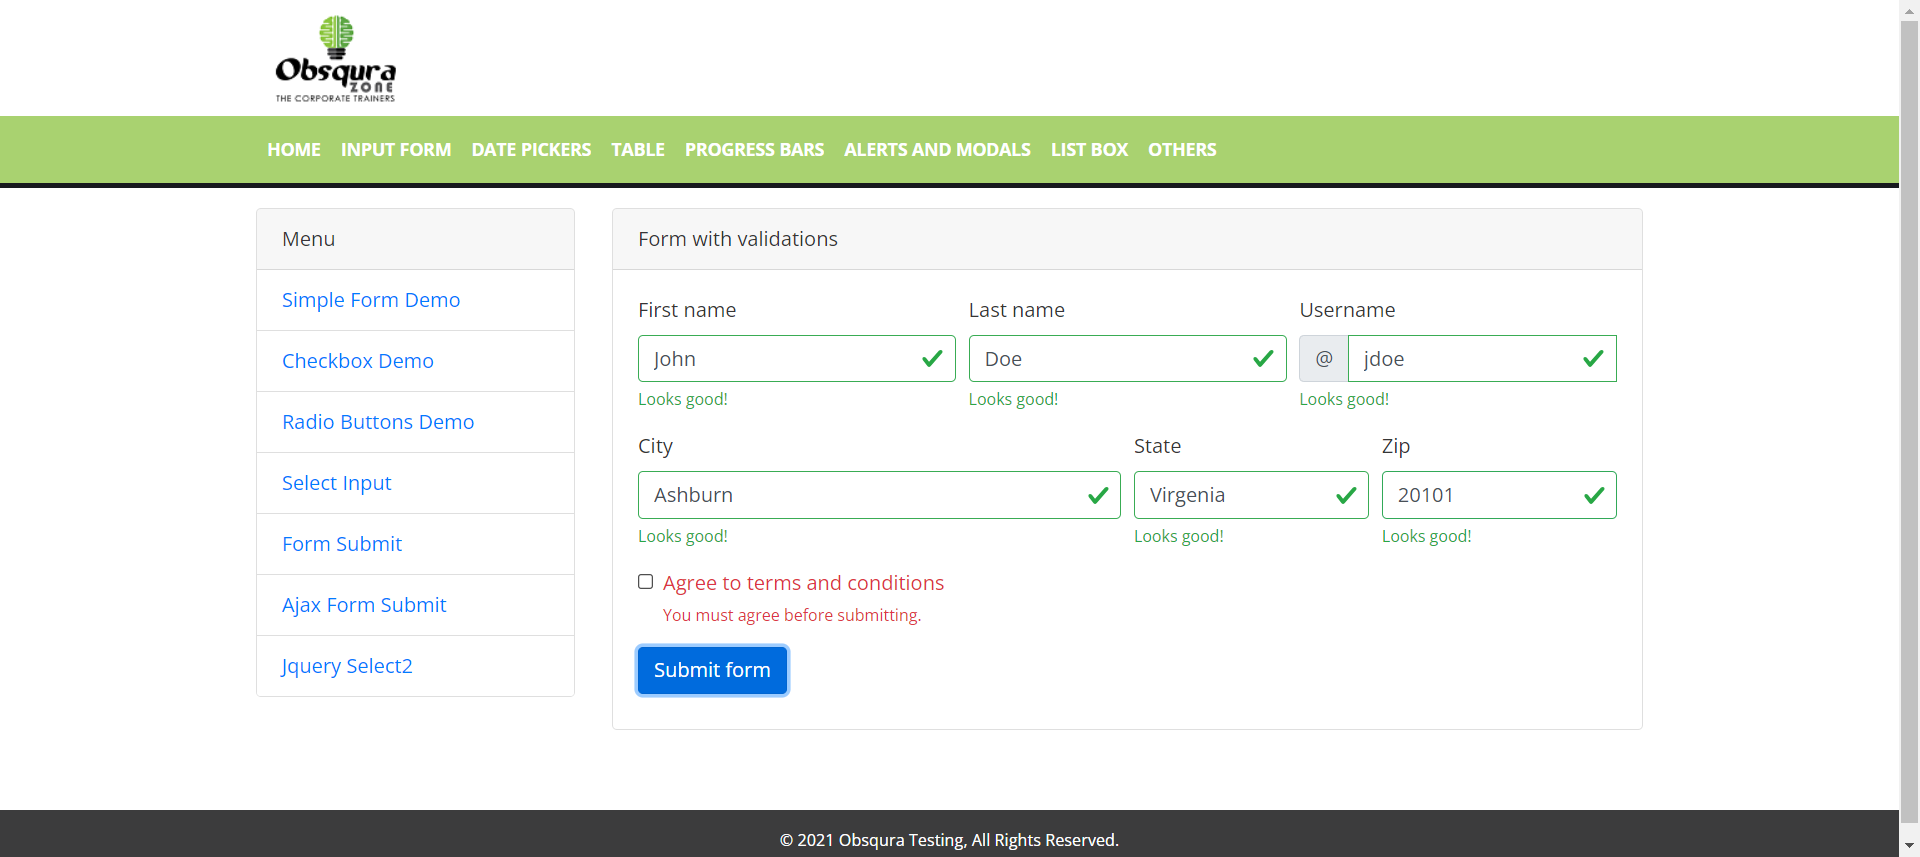 Obsqura
ZONE
THE CORPORATE TRAINERS
HOME INPUT FORM DATE PICKERS TABLE PROGRESS BARS ALERTS AND MODALS LIST BOX OTHERS
Menu
Simple Form Demo
Checkbox Demo
Radio Buttons Demo
Select Input
Form Submit
Ajax Form Submit
Jquery Select2
Form with validations
First name Last name Username
John Doe @ jdoe
Looks good! Looks good! Looks good!
City State Zip
Ashburn Virgenia 20101
Looks good! Looks good! Looks good!
Agree to terms and conditions
You must agree before submitting.
Submit form
© 2021 Obsqura Testing, All Rights Reserved.